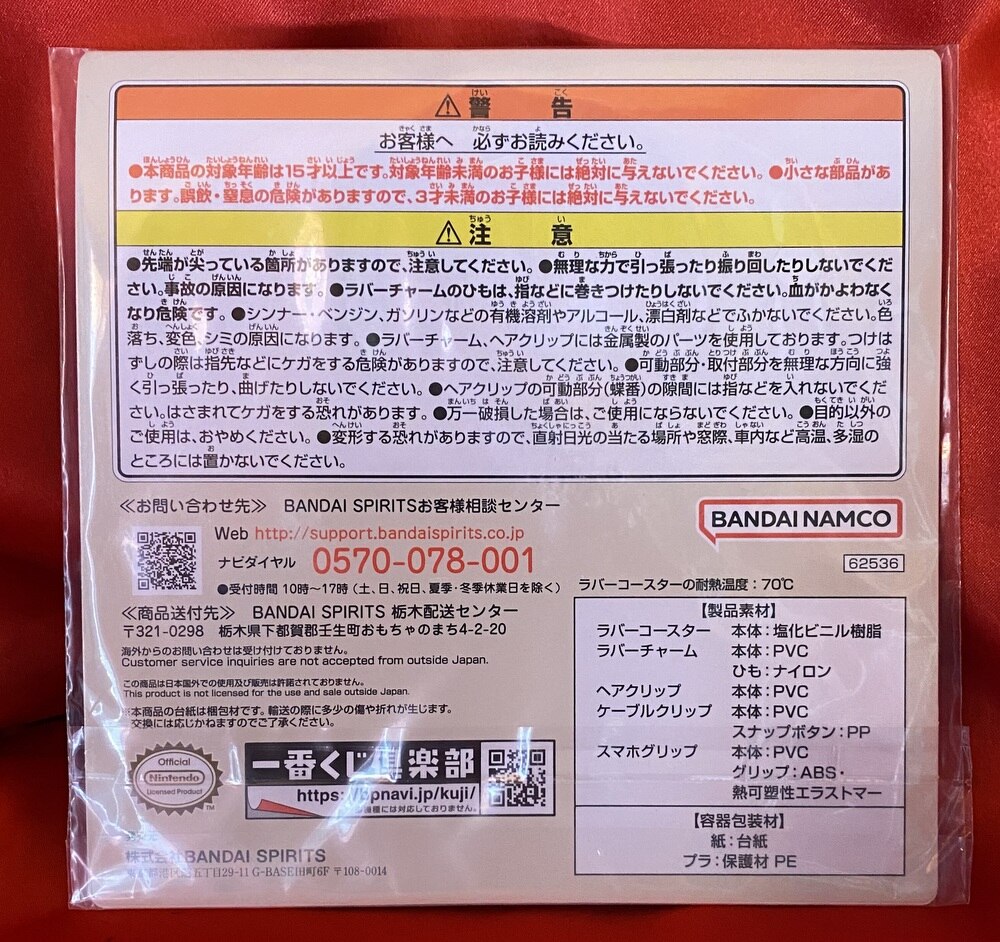 ⚠警 告
お客様へ 必ずお読みください。
●本商品の対象年齢は15才以上です。対象年齢未満のお子様には絶対に与えないでください。 ●小さな部品があ
ります。誤飲・窒息の危険がありますので、3才未満のお子様には絶対に与えないでください。
⚠注 意
●先端が尖っている箇所がありますので、注意してください。 ●無理な力で引っ張ったり振り回したりしないでくだ
さい。事故の原因になります。 ●ラバーチャームのひもは、指などに巻きつけたりしないでください。血がかよわなく
なり危険です。 ●シンナー・ベンジン、ガソリンなどの有機溶剤やアルコール、漂白剤などでふかないでください。色
落ち、変色、シミの原因になります。 ●ラバーチャーム、ヘアクリップには金属製のパーツを使用しております。つけは
ずしの際は指先などにケガをする危険がありますので、注意してください。 ●可動部分・取付部分を無理な方向に強
く引っ張ったり、曲げたりしないでください。 ●ヘアクリップの可動部分(蝶番)の隙間には指などを入れないでくだ
さい。はさまれてケガをする恐れがあります。 ●万一破損した場合は、ご使用にならないでください。 ●目的以外の
ご使用は、おやめください。 ●変形する恐れがありますので、直射日光の当たる場所や窓際、車内など高温、多湿の
ところには置かないでください。
≪お問い合わせ先≫ BANDAI SPIRITSお客様相談センター
Web http://support.bandaispirits.co.jp
ナビダイヤル 0570-078-001
●受付時間 10時〜17時(土、日、祝日、夏季・冬季休業日を除く)
≪商品送付先≫ BANDAI SPIRITS 栃木配送センター
〒321-0298 栃木県下都賀郡壬生町おもちゃのまち4-2-20
海外からのお問い合わせは受け付けておりません。
Customer service inquiries are not accepted from outside Japan.
この商品は日本国外での使用及び販売は許諾されておりません。
This product is not licensed for the use and sale outside Japan.
※本商品の台紙は梱包材です。輸送の際に多少の傷や折れが生じます。
交換には応じかねますのでご了承ください。
Official
Nintendo
Licensed Product
TM
一番くじ倶楽部
https://bpnavi.jp/kuji/
機種には対応しておりません。
株式会社BANDAI SPIRITS
五丁目29-11 G-BASE田町6F 〒108-0014
BANDAI NAMCO
62536
ラバーコースターの耐熱温度：70℃
【製品素材】
ラバーコースター 本体：塩化ビニル樹脂
ラバーチャーム 本体：PVC
ひも：ナイロン
ヘアクリップ 本体：PVC
ケーブルクリップ 本体：PVC
スナップボタン：PP
スマホグリップ 本体：PVC
グリップ：ABS・
熱可塑性エラストマー
【容器包装材】
紙：台紙
プラ：保護材 PE